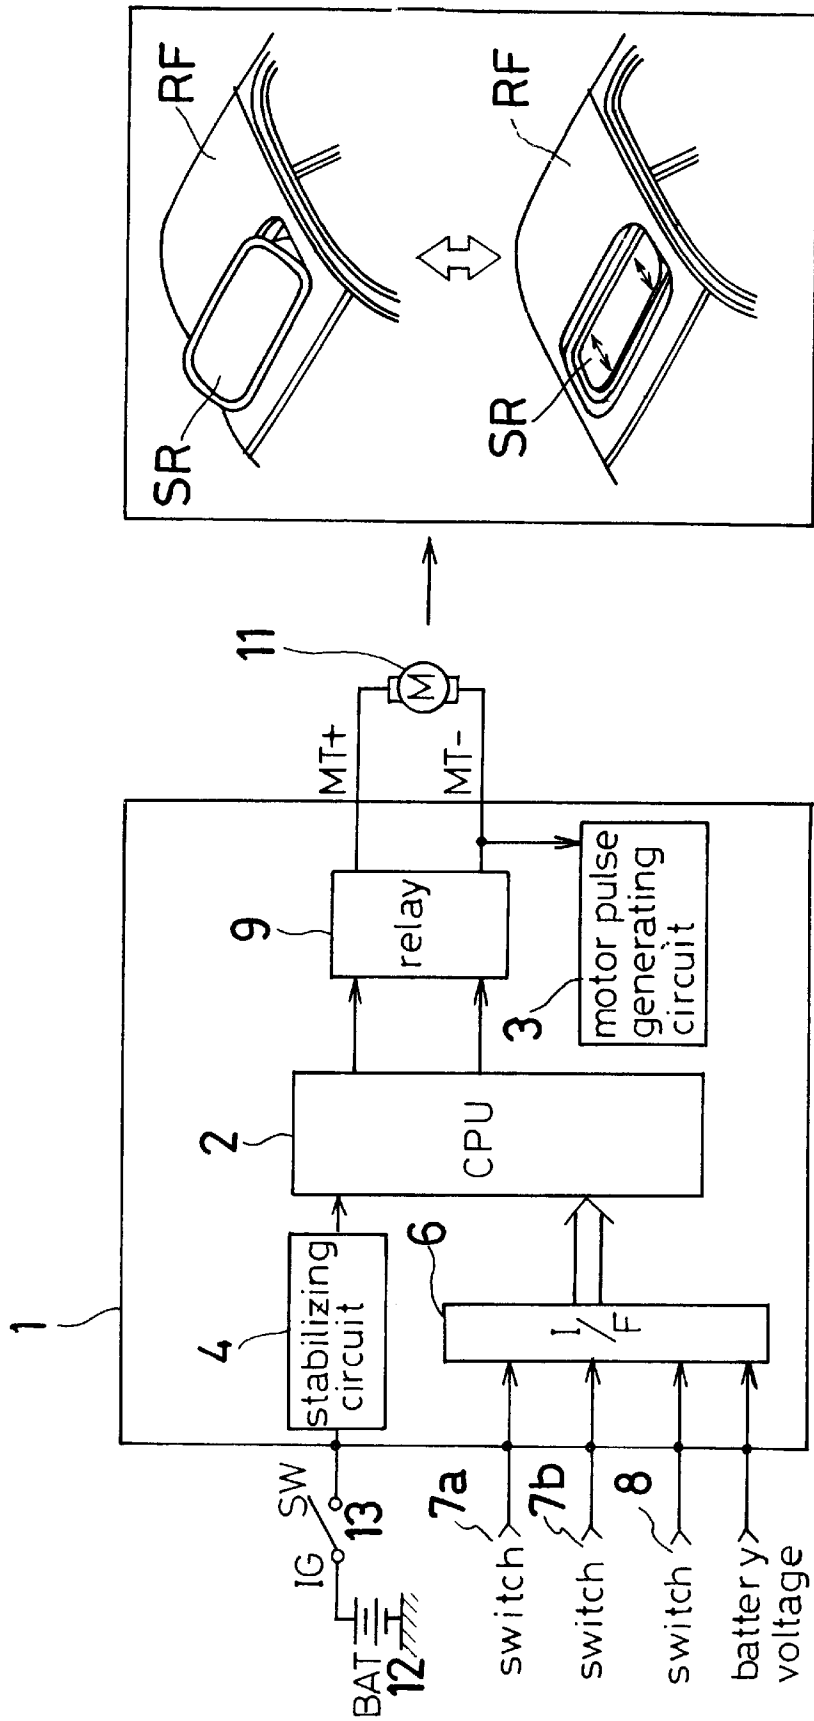 1
BAT
12
IG
SW
13
4
stabilizing
circuit
2
CPU
9
relay
MT+
MT-
11
M
3
motor pulse
generating
circuit
6
I/F
switch
7a
switch
7b
switch
8
battery
voltage
SR
RF
SR
RF